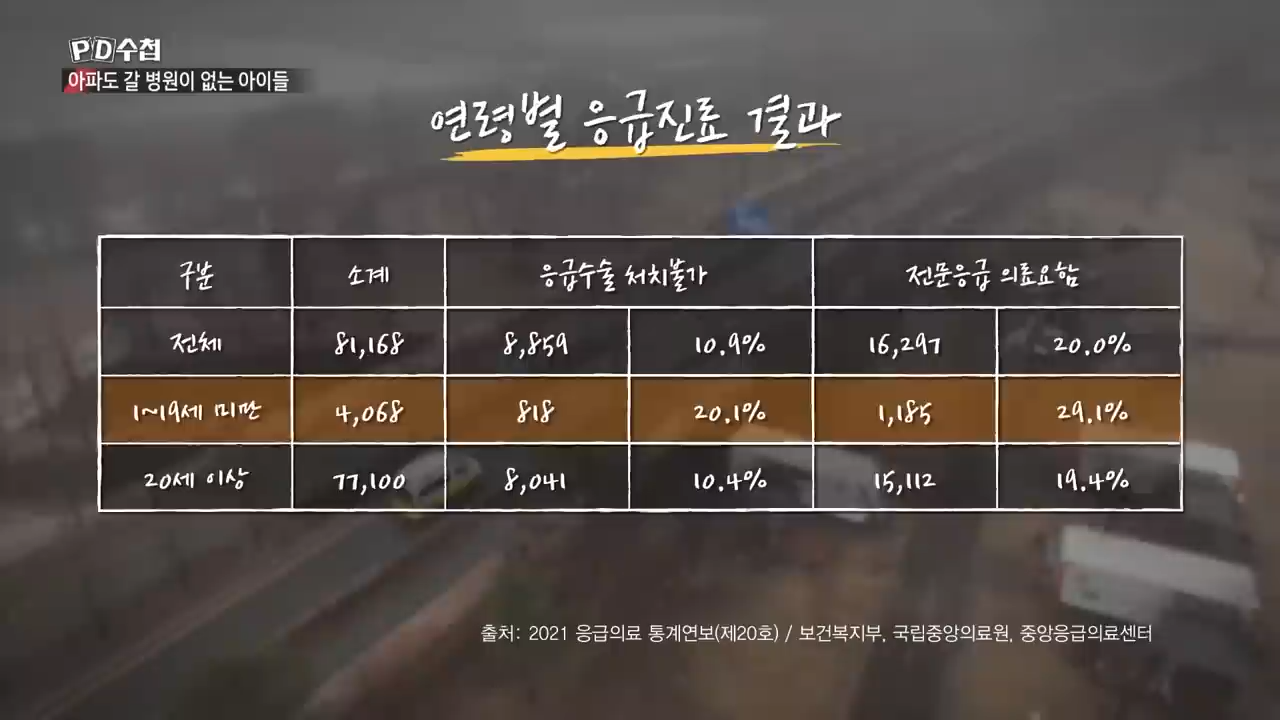 PD수첩
아파도 갈 병원이 없는 아이들
연령별 응급진료 결과
구분 소계 응급수술 처치불가 전문응급 의료요함
전체 81,168 8,859 10.9% 16,297 20.0%
1~19세 미만 4,068 818 20.1% 1,185 29.1%
20세 이상 77,100 8,041 10.4% 15,112 19.4%
출처: 2021 응급의료 통계연보(제20호) / 보건복지부, 국립중앙의료원, 중앙응급의료센터